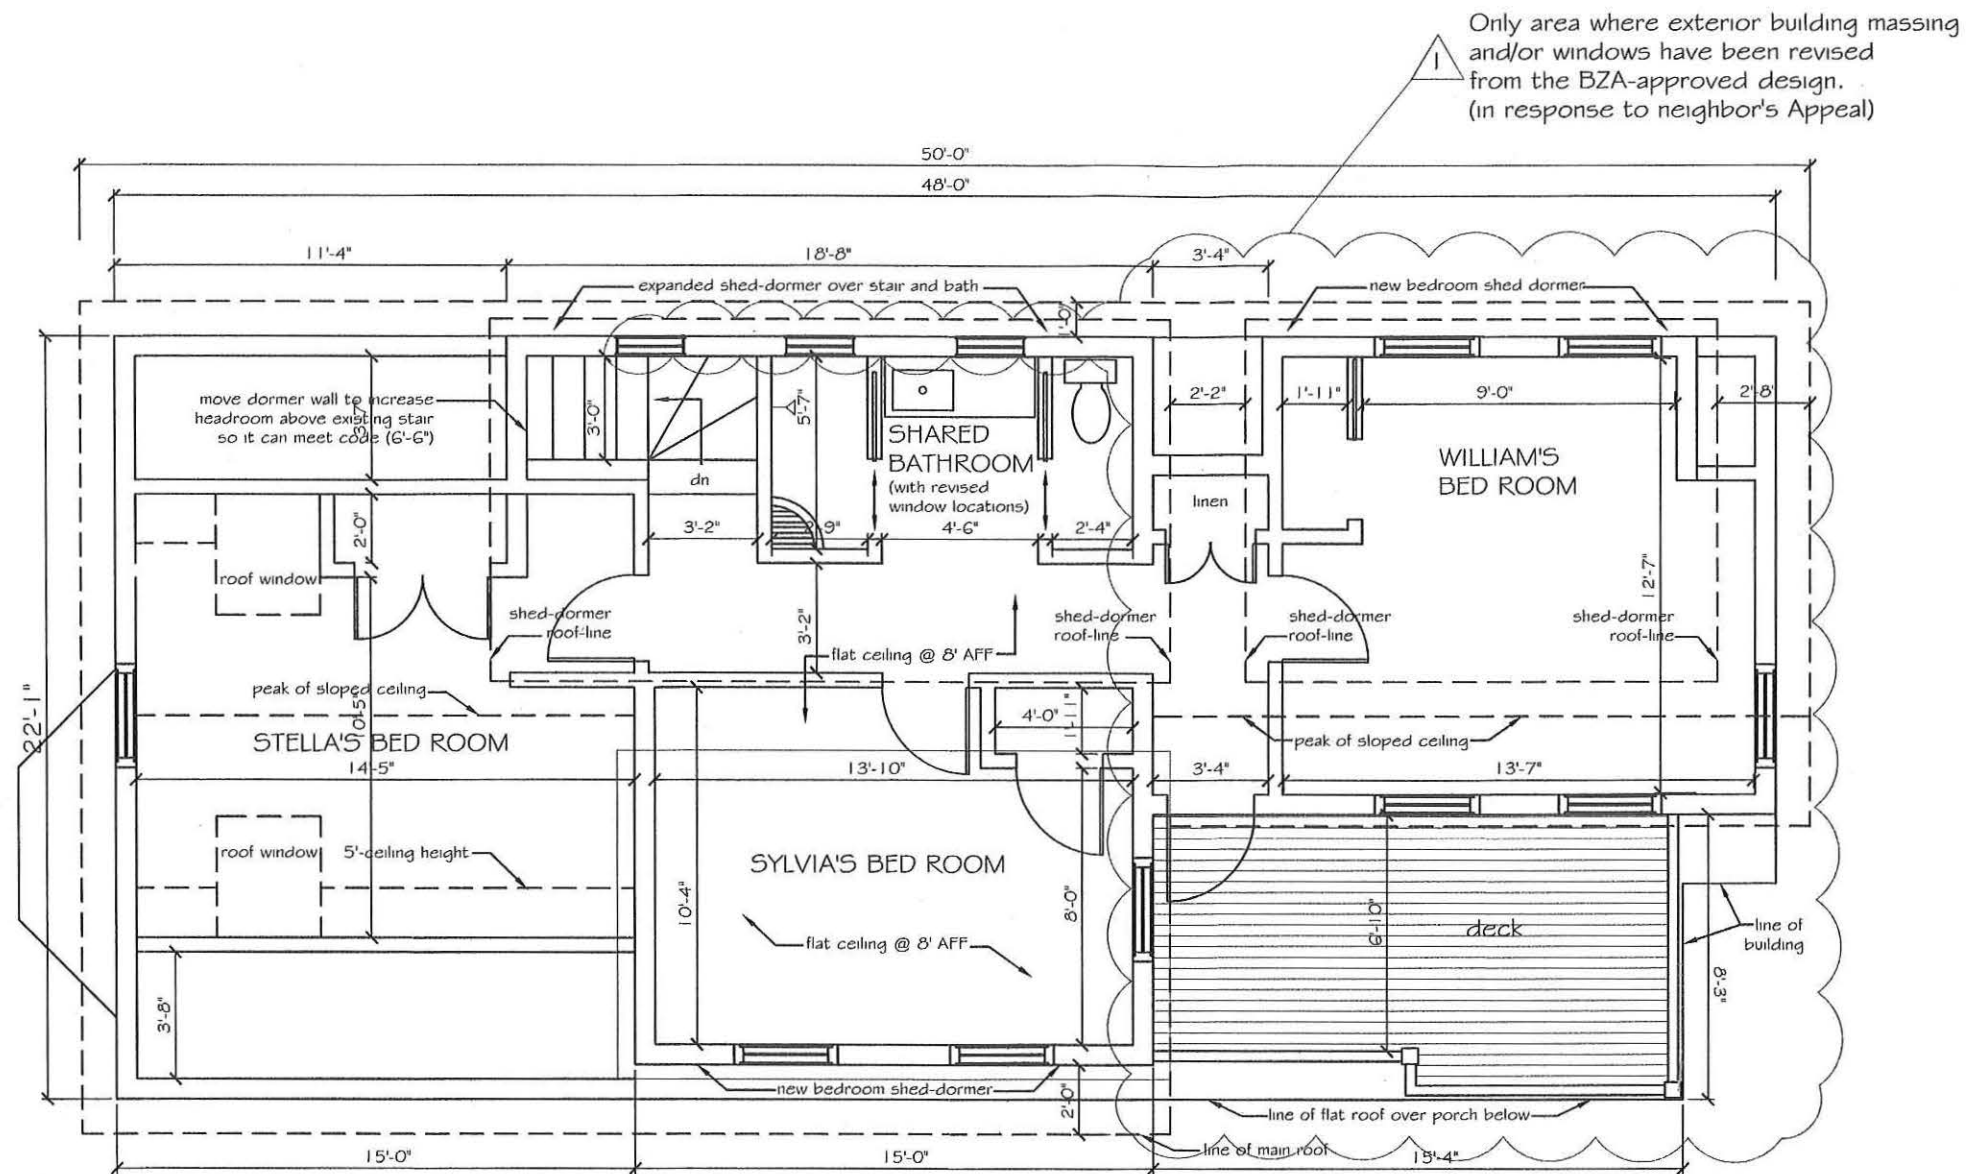 Only area where exterior building massing
and/or windows have been revised
from the BZA-approved design.
(in response to neighbor's Appeal)
1
50'-0"
48'-0"
11'-4"
18'-8"
3'-4"
expanded shed-dormer over stair and bath
new bedroom shed dormer
1'-0"
move dormer wall to increase
headroom above existing stair
so it can meet code (6'-6")
3'-7"
3'-0"
5'-7"
2'-2"
1'-11"
9'-0"
2'-8"
SHARED
BATHROOM
(with revised
window locations)
WILLIAM'S
BED ROOM
dn
linen
2'-0"
3'-2"
4'-6"
2'-4"
roof window
12'-7"
shed-dormer
roof-line
shed-dormer
roof-line
shed-dormer
roof-line
shed-dormer
roof-line
3'-2"
flat ceiling @ 8' AFF
peak of sloped ceiling
10'-5"
22'-1"
STELLA'S BED ROOM
4'-0"
1'-11"
peak of sloped ceiling
14'-5"
13'-10"
3'-4"
13'-7"
roof window
5'-ceiling height
SYLVIA'S BED ROOM
10'-4"
8'-0"
6'-10"
deck
flat ceiling @ 8' AFF
line of
building
3'-8"
8'-3"
new bedroom shed-dormer
2'-0"
line of flat roof over porch below
line of main roof
15'-0"
15'-0"
15'-4"